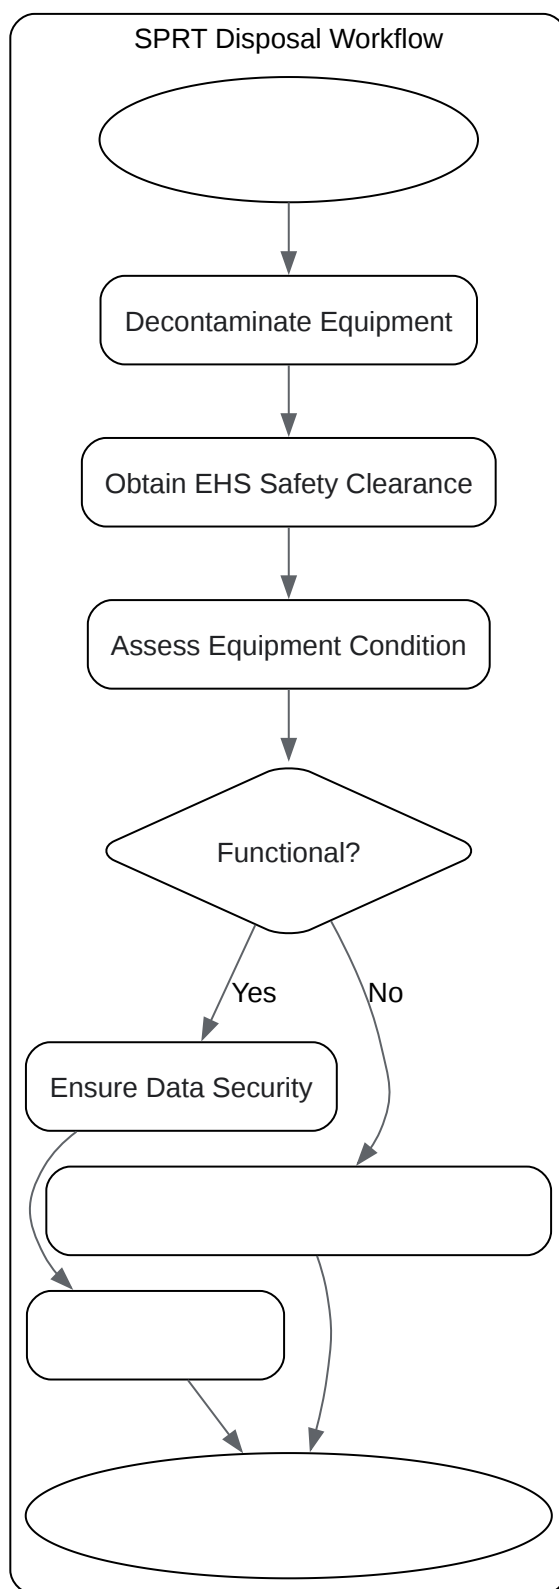 SPRT Disposal Workflow
Decontaminate Equipment
Obtain EHS Safety Clearance
Assess Equipment Condition
Functional?
Yes
No
Ensure Data Security